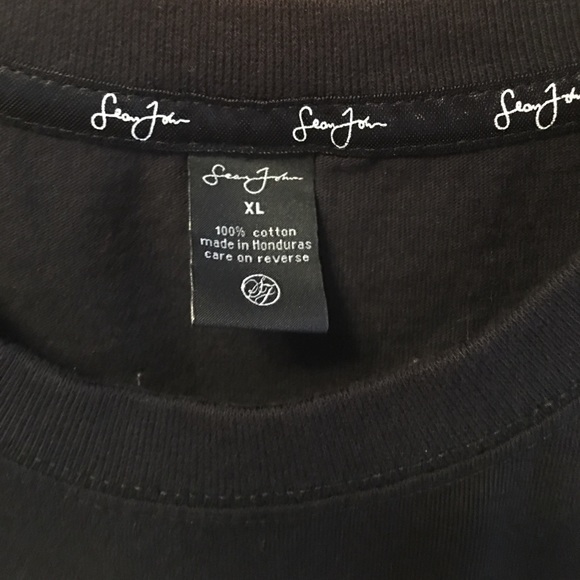 Sean John Sean John Sean John
Sean John
XL
100% cotton
made in Honduras
care on reverse
SJ